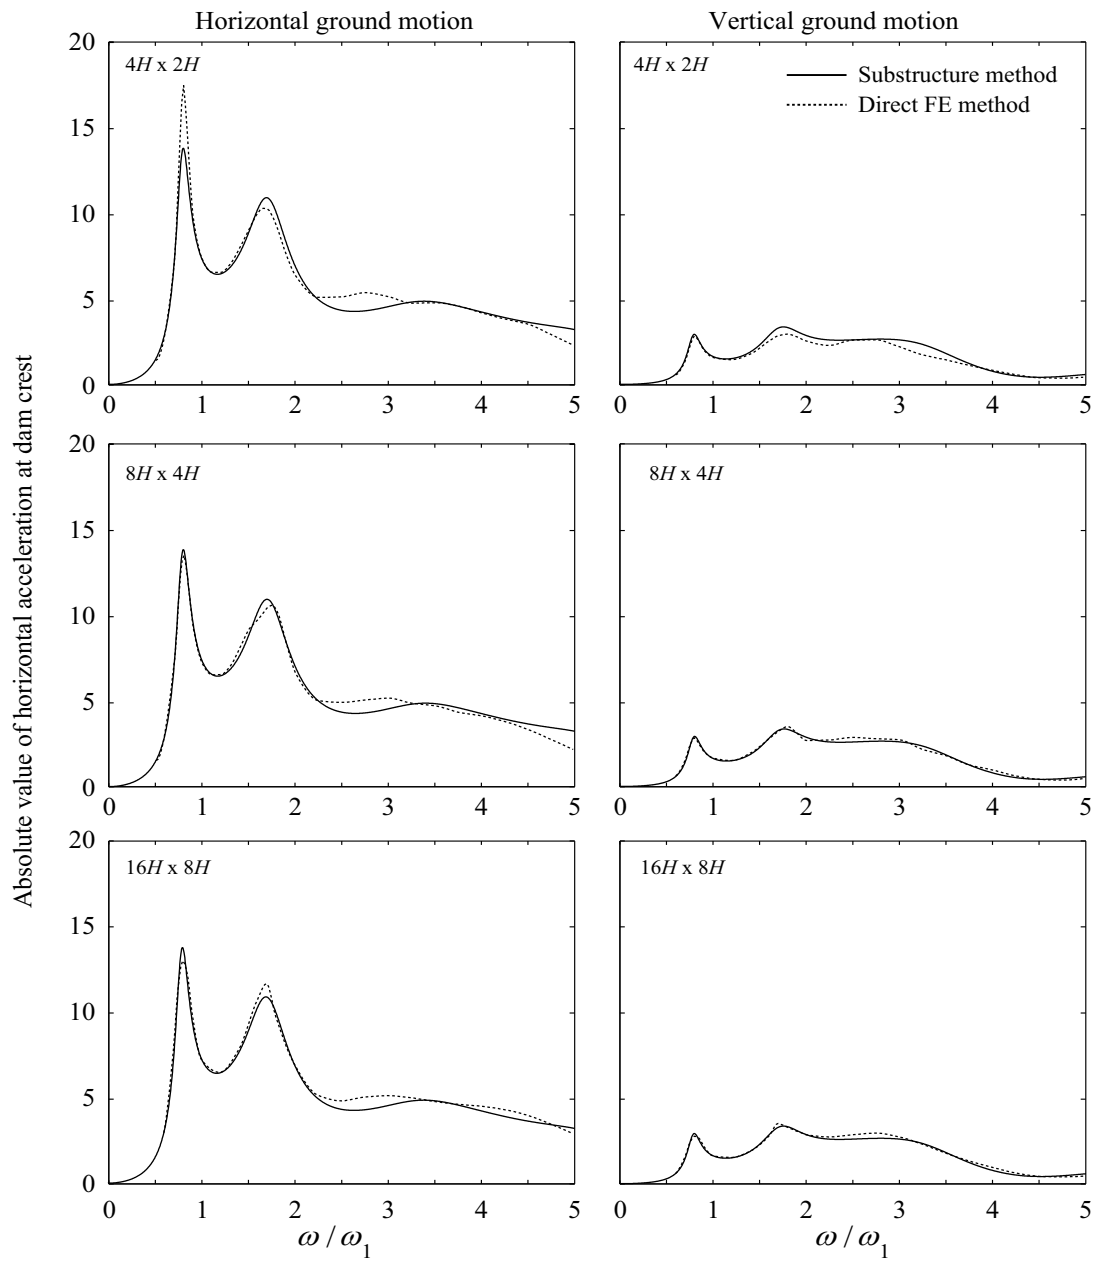 Horizontal ground motion
Vertical ground motion
Absolute value of horizontal acceleration at dam crest
20
15
10
5
0
4H x 2H
0 1 2 3 4 5
4H x 2H
Substructure method
Direct FE method
0 1 2 3 4 5
20
15
10
5
0
8H x 4H
0 1 2 3 4 5
8H x 4H
0 1 2 3 4 5
20
15
10
5
0
16H x 8H
0 1 2 3 4 5
ω / ω1
16H x 8H
0 1 2 3 4 5
ω / ω1